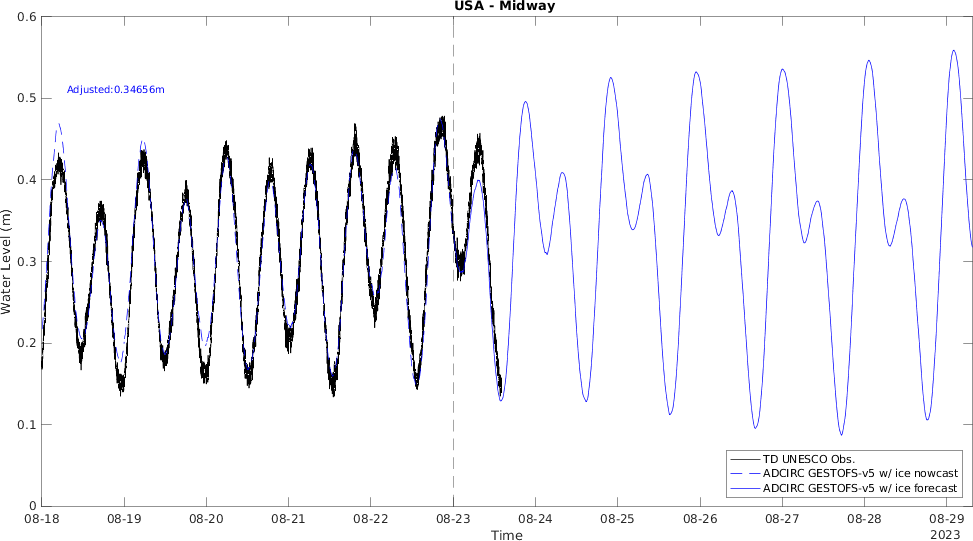 USA - Midway
0.6
0.5
0.4
0.3
0.2
0.1
0
Water Level (m)
Adjusted:0.34656m
TD UNESCO Obs.
ADCIRC GESTOFS-v5 w/ ice nowcast
ADCIRC GESTOFS-v5 w/ ice forecast
08-18 08-19 08-20 08-21 08-22 08-23 08-24 08-25 08-26 08-27 08-28 08-29
2023
Time